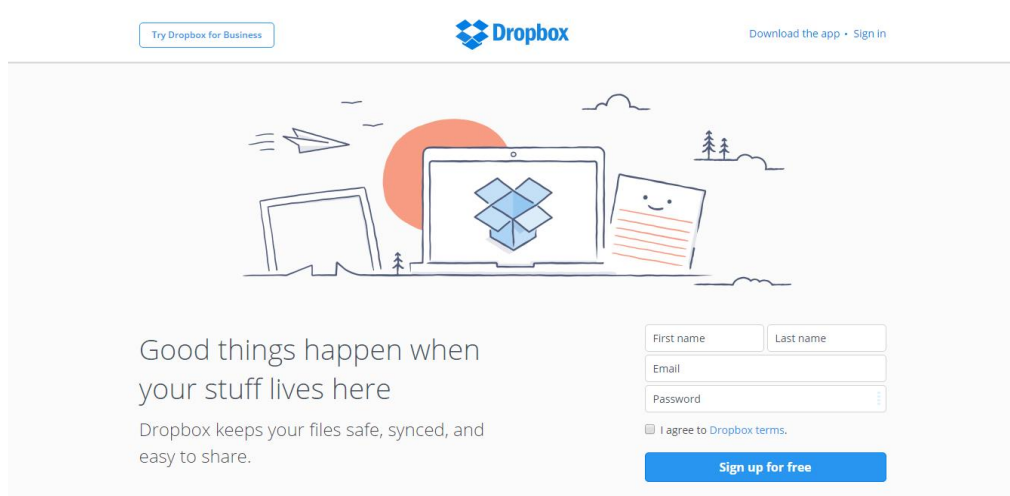 Try Dropbox for Business
Dropbox
Download the app • Sign in
Good things happen when
your stuff lives here
Dropbox keeps your files safe, synced, and
easy to share.
First name
Last name
Email
Password
I agree to Dropbox terms.
Sign up for free